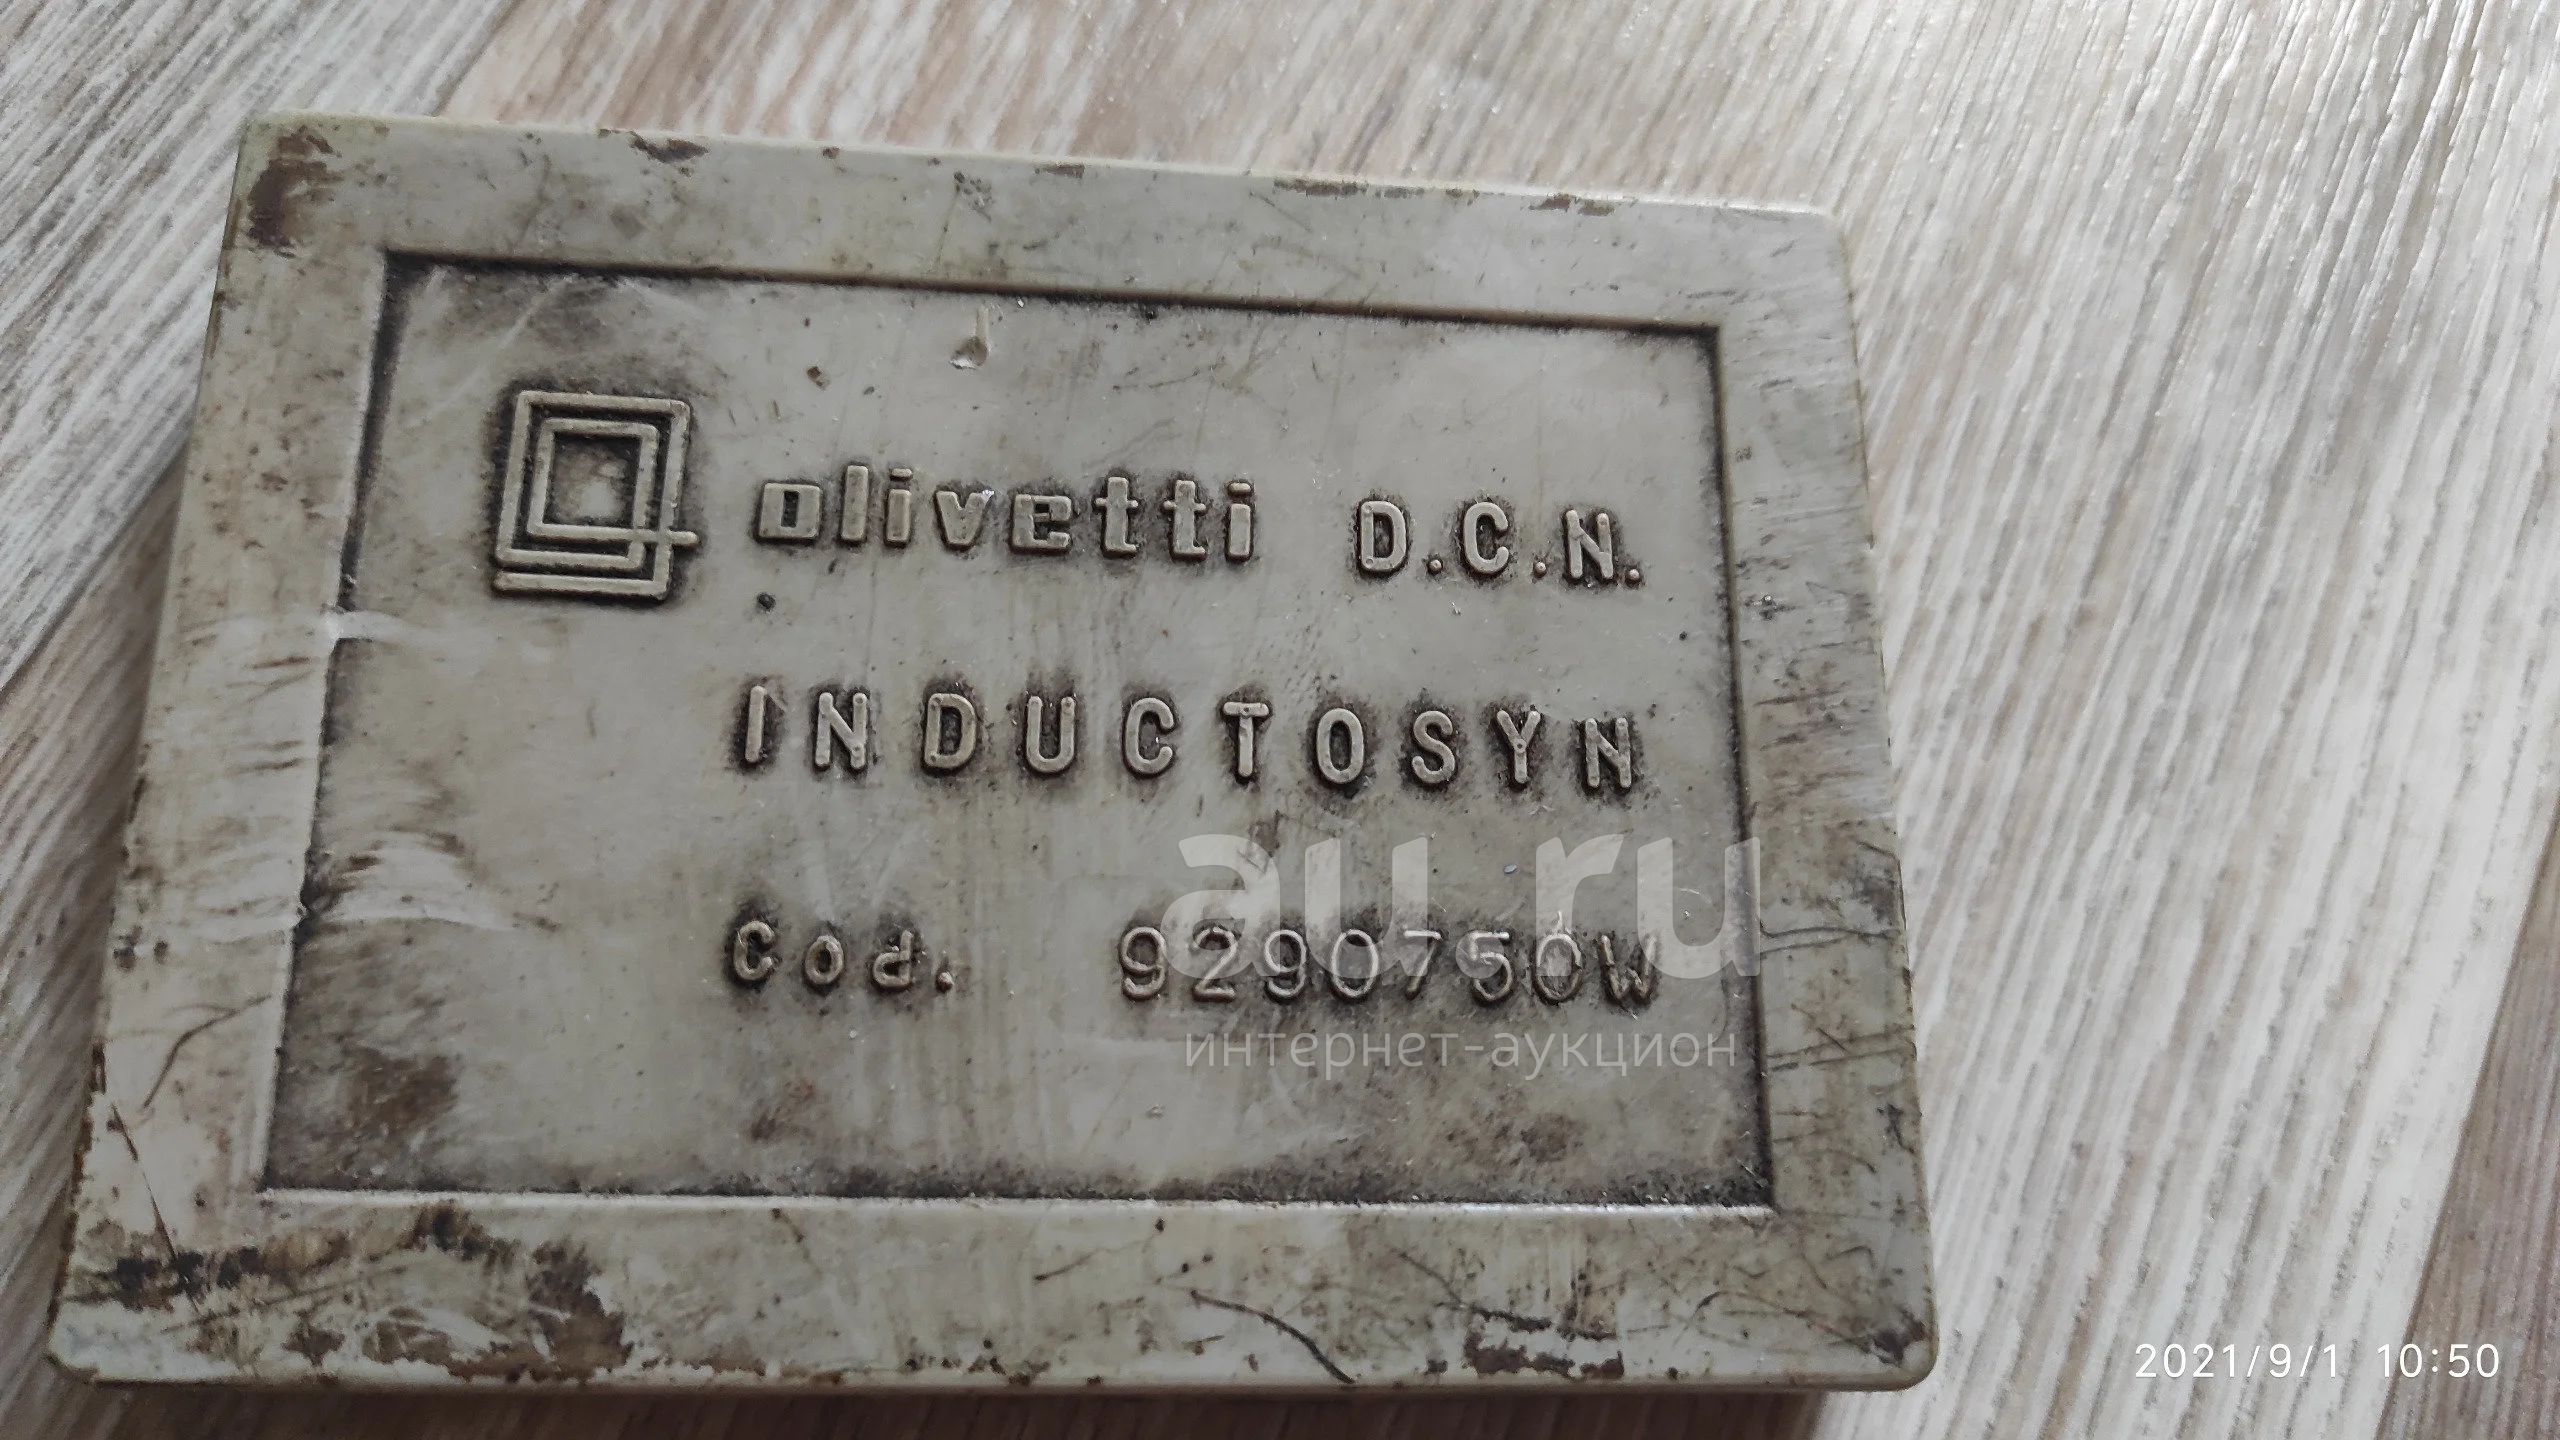 olivetti D.C.N.
INDUCTOSYN
Cod. 9290750W
au.ru
интернет-аукцион
2021/9/1 10:50